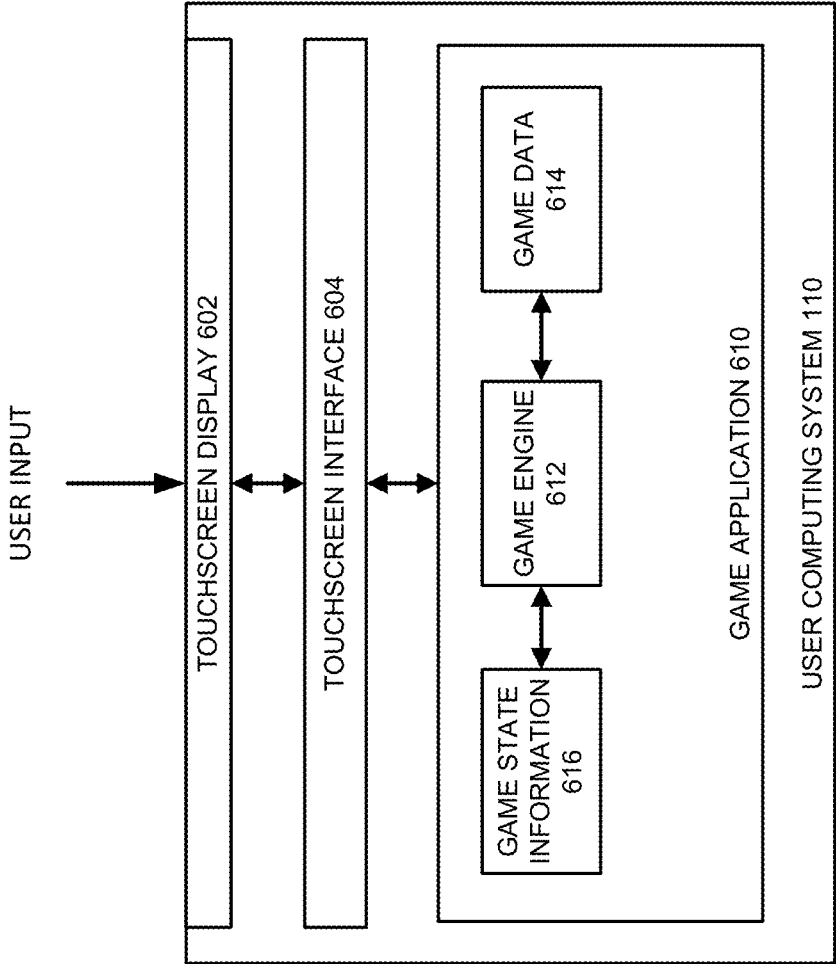 USER INPUT
TOUCHSCREEN DISPLAY 602
TOUCHSCREEN INTERFACE 604
GAME STATE
INFORMATION
616
GAME ENGINE
612
GAME DATA
614
GAME APPLICATION 610
USER COMPUTING SYSTEM 110